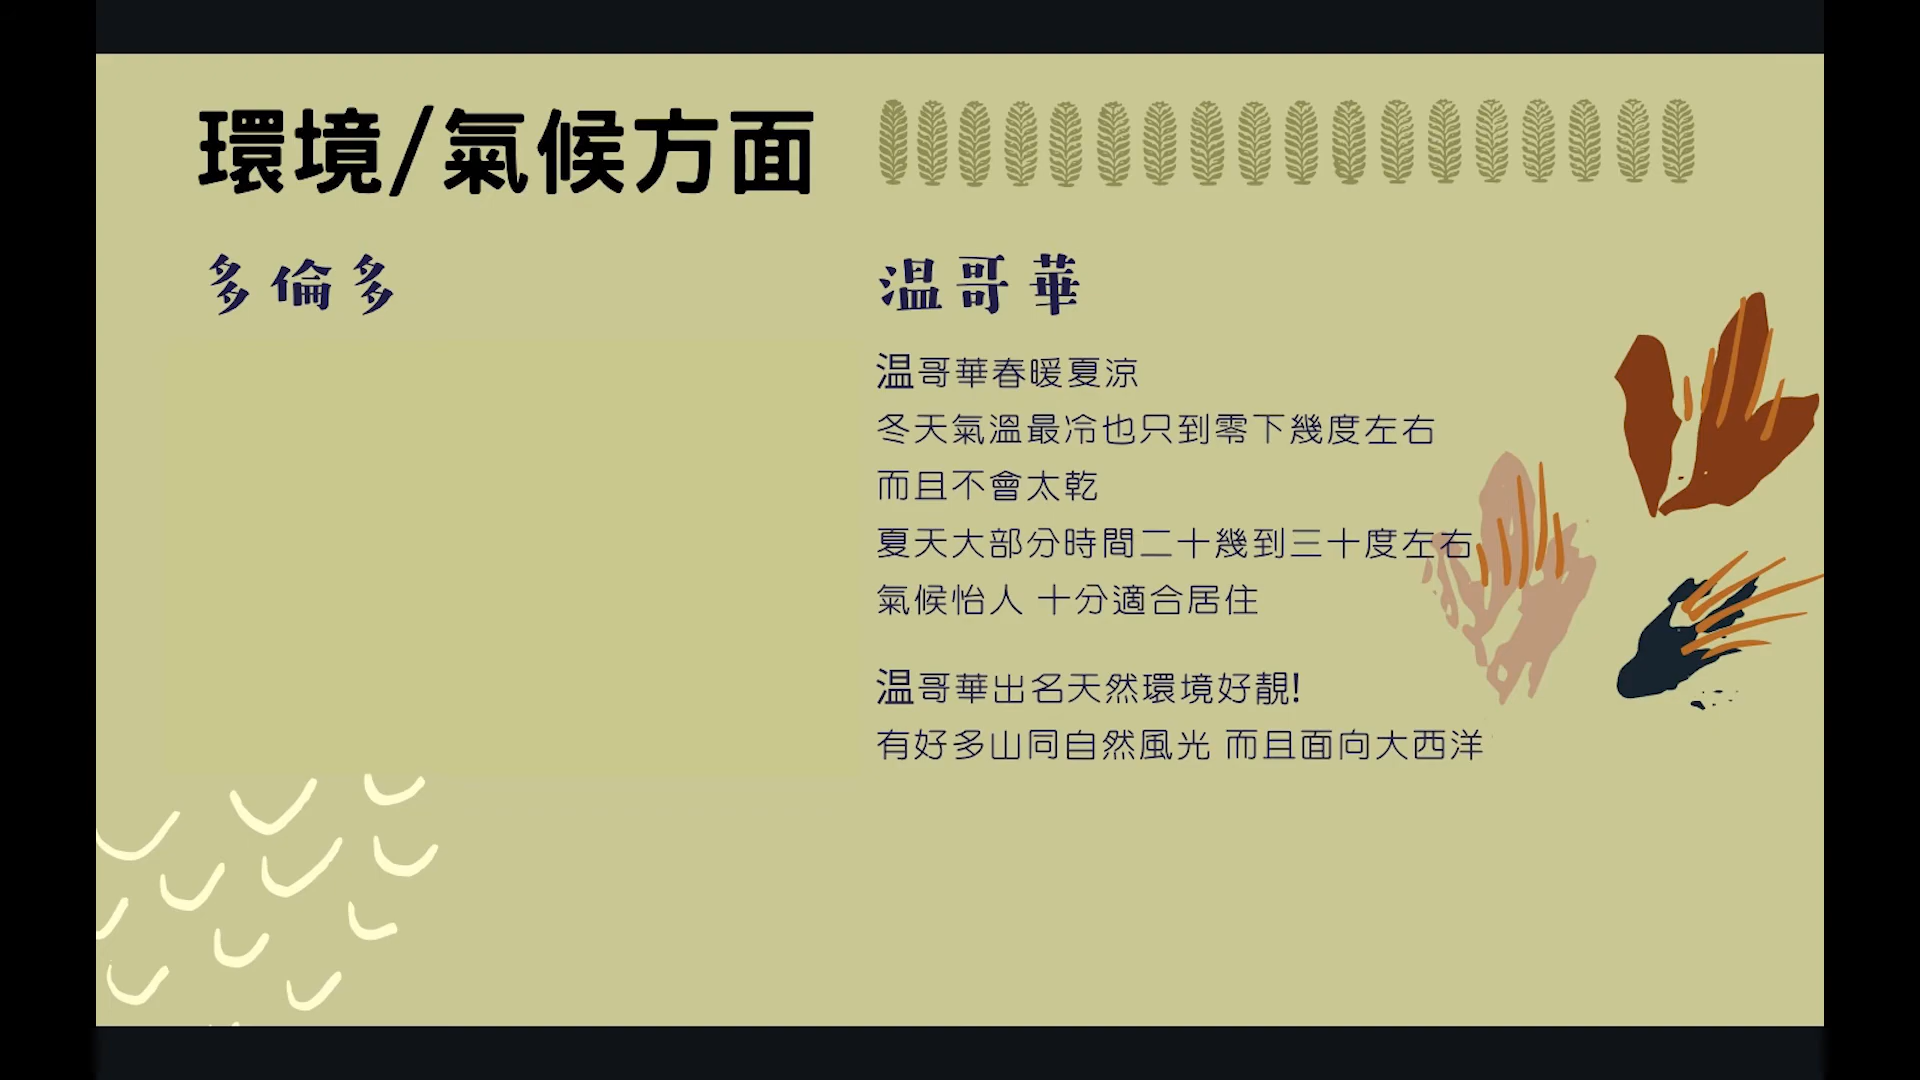 環境/氣候方面
多倫多
温哥華
温哥華春暖夏涼
冬天氣溫最冷也只到零下幾度左右
而且不會太乾
夏天大部分時間二十幾到三十度左右
氣候怡人 十分適合居住
温哥華出名天然環境好靚!
有好多山同自然風光 而且面向大西洋